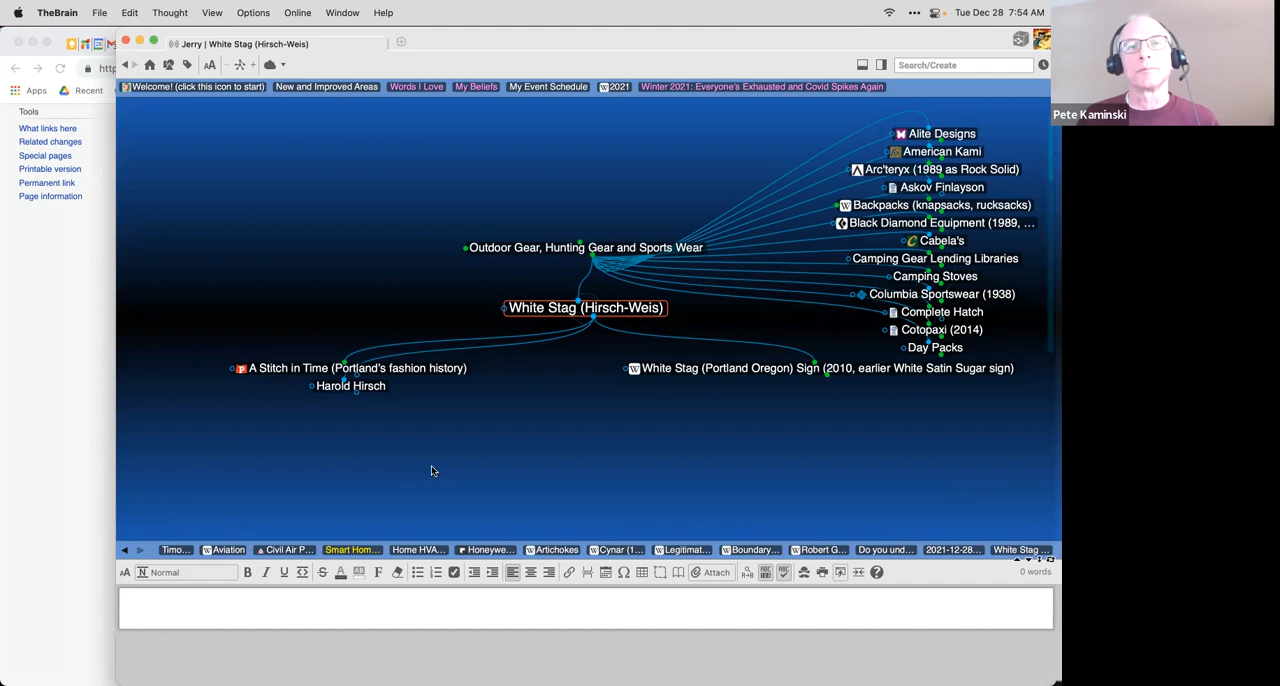 TheBrain File Edit Thought View Options Online Window Help Tue Dec 28 7:54 AM
Jerry | White Stag (Hirsch-Weis)
http
AA Search/Create
Apps Recent
Welcome! (click this icon to start) New and Improved Areas Words I Love My Beliefs My Event Schedule 2021 Winter 2021: Everyone's Exhausted and Covid Spikes Again
Pete Kaminski
Tools
What links here
Related changes
Special pages
Printable version
Permanent link
Page information
Alite Designs
American Kami
Arc'teryx (1989 as Rock Solid)
Askov Finlayson
Backpacks (knapsacks, rucksacks)
Black Diamond Equipment (1989, ...
Cabela's
Outdoor Gear, Hunting Gear and Sports Wear
Camping Gear Lending Libraries
Camping Stoves
Columbia Sportswear (1938)
White Stag (Hirsch-Weis)
Complete Hatch
Cotopaxi (2014)
Day Packs
A Stitch in Time (Portland's fashion history)
White Stag (Portland Oregon) Sign (2010, earlier White Satin Sugar sign)
Harold Hirsch
Timo... Aviation Civil Air P... Smart Hom... Home HVA... Honeywe... Artichokes Cynar (1... Legitimat... Boundary... Robert G... Do you und... 2021-12-28... White Stag ...
AA N Normal B I U S A F Attach 0 words